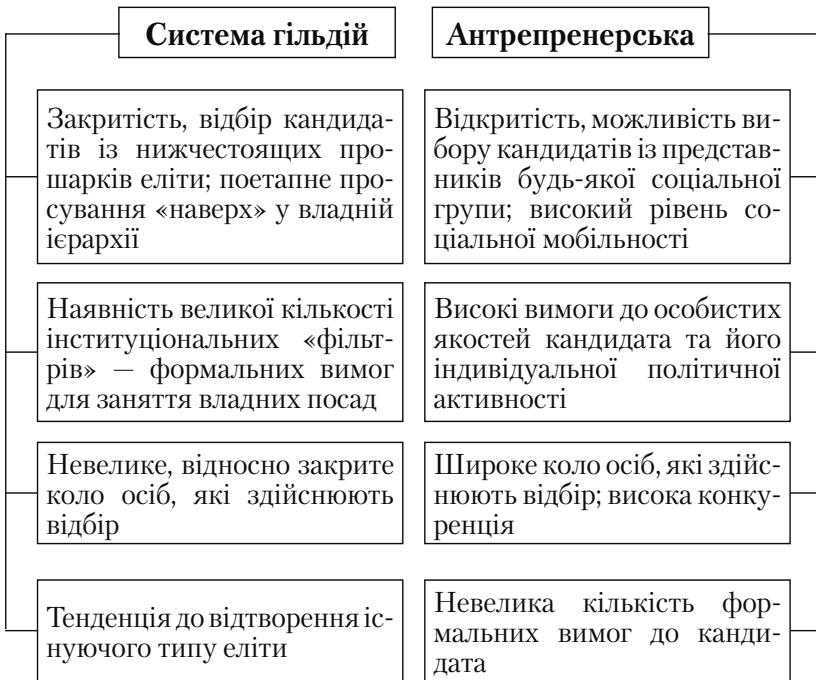 Система гільдій
Антрепренерська
Закритість, відбір кандида-
тів із нижчестоящих про-
шарків еліти; поетапне про-
сування «наверх» у владній
ієрархії
Відкритість, можливість ви-
бору кандидатів із представ-
ників будь-якої соціальної
групи; високий рівень со-
ціальної мобільності
Наявність великої кількості
інституціональних «фільт-
рів» — формальних вимог
для заняття владних посад
Високі вимоги до особистих
якостей кандидата та його
індивідуальної політичної
активності
Невелике, відносно закрите
коло осіб, які здійснюють
відбір
Широке коло осіб, які здійс-
нюють відбір; висока конку-
ренція
Тенденція до відтворення іс-
нуючого типу еліти
Невелика кількість фор-
мальних вимог до канди-
дата